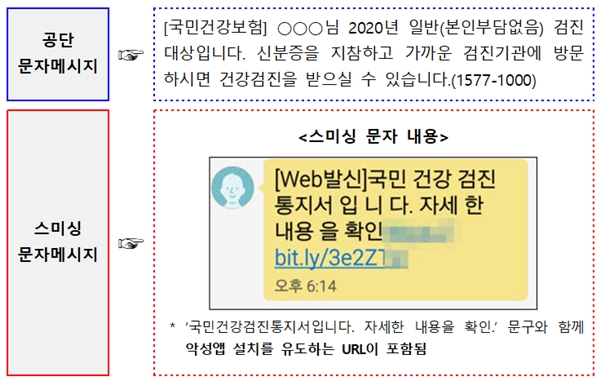 공단
문자메시지
☞
[국민건강보험] ○○○님 2020년 일반(본인부담없음) 검진
대상입니다. 신분증을 지참하고 가까운 검진기관에 방문
하시면 건강검진을 받으실 수 있습니다.(1577-1000)
스미싱
문자메시지
☞
<스미싱 문자 내용>
[Web발신]국민 건강 검진
통지서 입 니 다. 자세 한
내용 을 확인
bit.ly/3e2Z
오후 6:14
* '국민건강검진통지서입니다. 자세한 내용을 확인.' 문구와 함께
악성앱 설치를 유도하는 URL이 포함됨